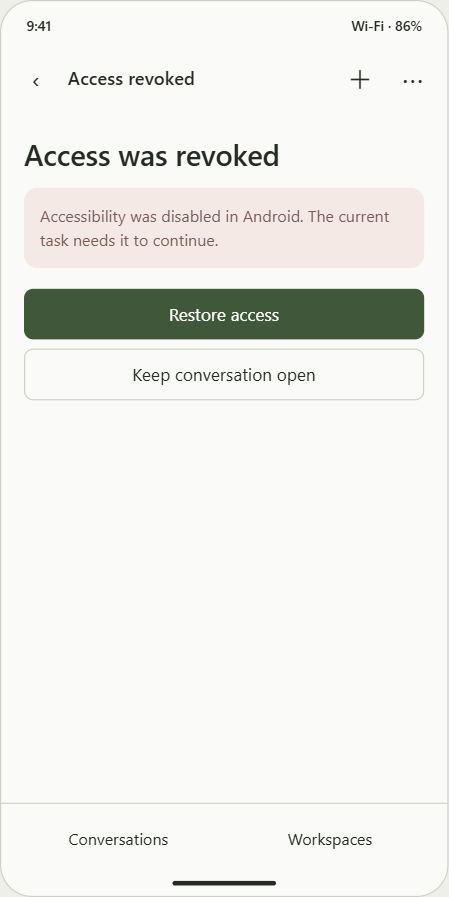 9:41
Wi-Fi · 86%
‹ Access revoked + ...
Access was revoked
Accessibility was disabled in Android. The current
task needs it to continue.
Restore access
Keep conversation open
Conversations
Workspaces